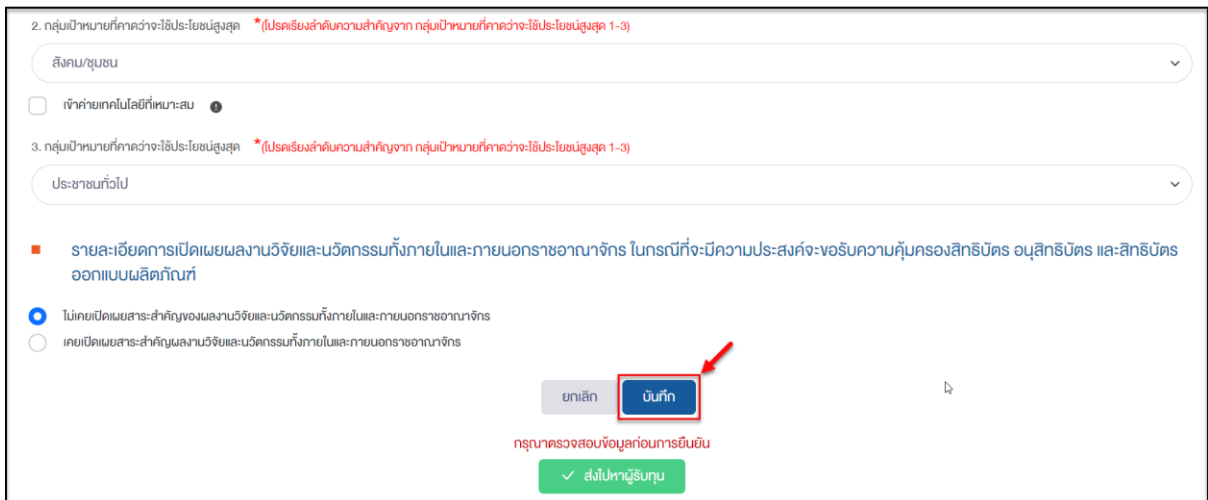 2. กลุ่มเป้าหมายที่คาดว่าจะใช้ประโยชน์สูงสุด *(โปรดเรียงลำดับความสำคัญจาก กลุ่มเป้าหมายที่คาดว่าจะใช้ประโยชน์สูงสุด 1-3)
สังคม/ชุมชน
เข้าค่ายเทคโนโลยีที่เหมาะสม
3. กลุ่มเป้าหมายที่คาดว่าจะใช้ประโยชน์สูงสุด *(โปรดเรียงลำดับความสำคัญจาก กลุ่มเป้าหมายที่คาดว่าจะใช้ประโยชน์สูงสุด 1-3)
ประชาชนทั่วไป
รายละเอียดการเปิดเผยผลงานวิจัยและนวัตกรรมทั้งภายในและภายนอกราชอาณาจักร ในกรณีที่จะมีความประสงค์จะขอรับความคุ้มครองสิทธิบัตร อนุสิทธิบัตร และสิทธิบัตร
ออกแบบผลิตภัณฑ์
ไม่เคยเปิดเผยสาระสำคัญของผลงานวิจัยและนวัตกรรมทั้งภายในและภายนอกราชอาณาจักร
เคยเปิดเผยสาระสำคัญผลงานวิจัยและนวัตกรรมทั้งภายในและภายนอกราชอาณาจักร
ยกเลิก บันทึก
กรุณาตรวจสอบข้อมูลก่อนการยืนยัน
ส่งไปหาผู้รับทุน